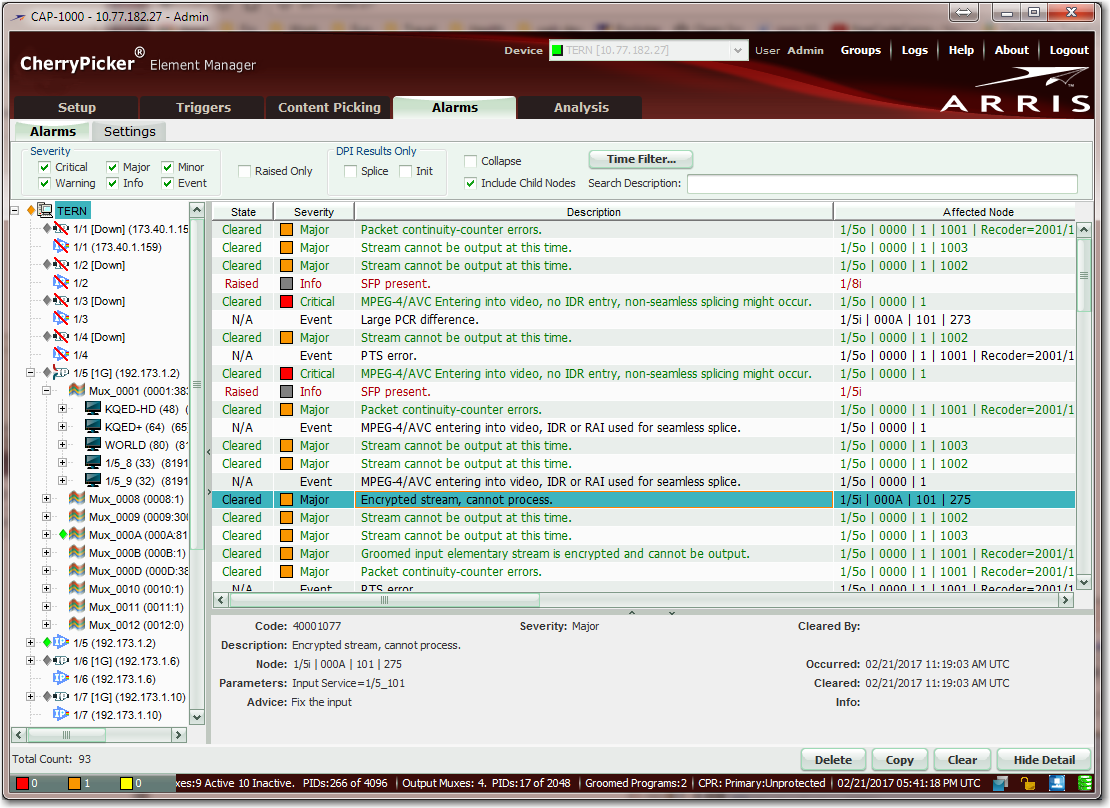 CAP-1000 - 10.77.182.27 - Admin
CherryPicker® Element Manager
Device TERN [10.77.182.27] User Admin Groups Logs Help About Logout
ARRIS
Setup Triggers Content Picking Alarms Analysis
Alarms Settings
Severity
Critical Major Minor
Warning Info Event
Raised Only
DPI Results Only
Splice Init
Collapse
Include Child Nodes
Time Filter...
Search Description:
TERN
1/1 [Down] (173.40.1.15
1/1 (173.40.1.159)
1/2 [Down]
1/2
1/3 [Down]
1/3
1/4 [Down]
1/4
1/5 [1G] (192.173.1.2)
Mux_0001 (0001:383
KQED-HD (48) (
KQED+ (64) (65
WORLD (80) (81
1/5_8 (33) (8191
1/5_9 (32) (8191
Mux_0008 (0008:1)
Mux_0009 (0009:300
Mux_000A (000A:81
Mux_000B (000B:1)
Mux_000D (000D:38
Mux_0010 (0010:1)
Mux_0011 (0011:1)
Mux_0012 (0012:0)
1/5 (192.173.1.2)
1/6 [1G] (192.173.1.6)
1/6 (192.173.1.6)
1/7 [1G] (192.173.1.10)
1/7 (192.173.1.10)
State Severity Description Affected Node
Cleared Major Packet continuity-counter errors. 1/5o | 0000 | 1 | 1001 | Recoder=2001/1
Cleared Major Stream cannot be output at this time. 1/5o | 0000 | 1 | 1003
Cleared Major Stream cannot be output at this time. 1/5o | 0000 | 1 | 1002
Raised Info SFP present. 1/8i
Cleared Critical MPEG-4/AVC Entering into video, no IDR entry, non-seamless splicing might occur. 1/5o | 0000 | 1
N/A Event Large PCR difference. 1/5i | 000A | 101 | 273
Cleared Major Stream cannot be output at this time. 1/5o | 0000 | 1 | 1002
N/A Event PTS error. 1/5o | 0000 | 1 | 1001 | Recoder=2001/1
Cleared Critical MPEG-4/AVC Entering into video, no IDR entry, non-seamless splicing might occur. 1/5o | 0000 | 1
Raised Info SFP present. 1/5i
Cleared Major Packet continuity-counter errors. 1/5o | 0000 | 1 | 1001 | Recoder=2001/1
N/A Event MPEG-4/AVC entering into video, IDR or RAI used for seamless splice. 1/5o | 0000 | 1
Cleared Major Stream cannot be output at this time. 1/5o | 0000 | 1 | 1003
Cleared Major Stream cannot be output at this time. 1/5o | 0000 | 1 | 1002
N/A Event MPEG-4/AVC entering into video, IDR or RAI used for seamless splice. 1/5o | 0000 | 1
Cleared Major Encrypted stream, cannot process. 1/5i | 000A | 101 | 275
Cleared Major Stream cannot be output at this time. 1/5o | 0000 | 1 | 1002
Cleared Major Stream cannot be output at this time. 1/5o | 0000 | 1 | 1003
Cleared Major Groomed input elementary stream is encrypted and cannot be output. 1/5o | 0000 | 1 | 1001 | Recoder=2001/1
Cleared Major Packet continuity-counter errors. 1/5o | 0000 | 1 | 1001 | Recoder=2001/1
N/A Event PTS error. 1/5o | 0000 | 1 | 1001 | Recoder=2001/1
Code: 40001077 Severity: Major Cleared By:
Description: Encrypted stream, cannot process.
Node: 1/5i | 000A | 101 | 275 Occurred: 02/21/2017 11:19:03 AM UTC
Parameters: Input Service=1/5_101 Cleared: 02/21/2017 11:19:03 AM UTC
Advice: Fix the input Info:
Total Count: 93
Delete Copy Clear Hide Detail
0 1 0 xes:9 Active 10 Inactive. PIDs:266 of 4096 | Output Muxes: 4. PIDs:17 of 2048 | Groomed Programs:2 | CPR: Primary:Unprotected | 02/21/2017 05:41:18 PM UTC